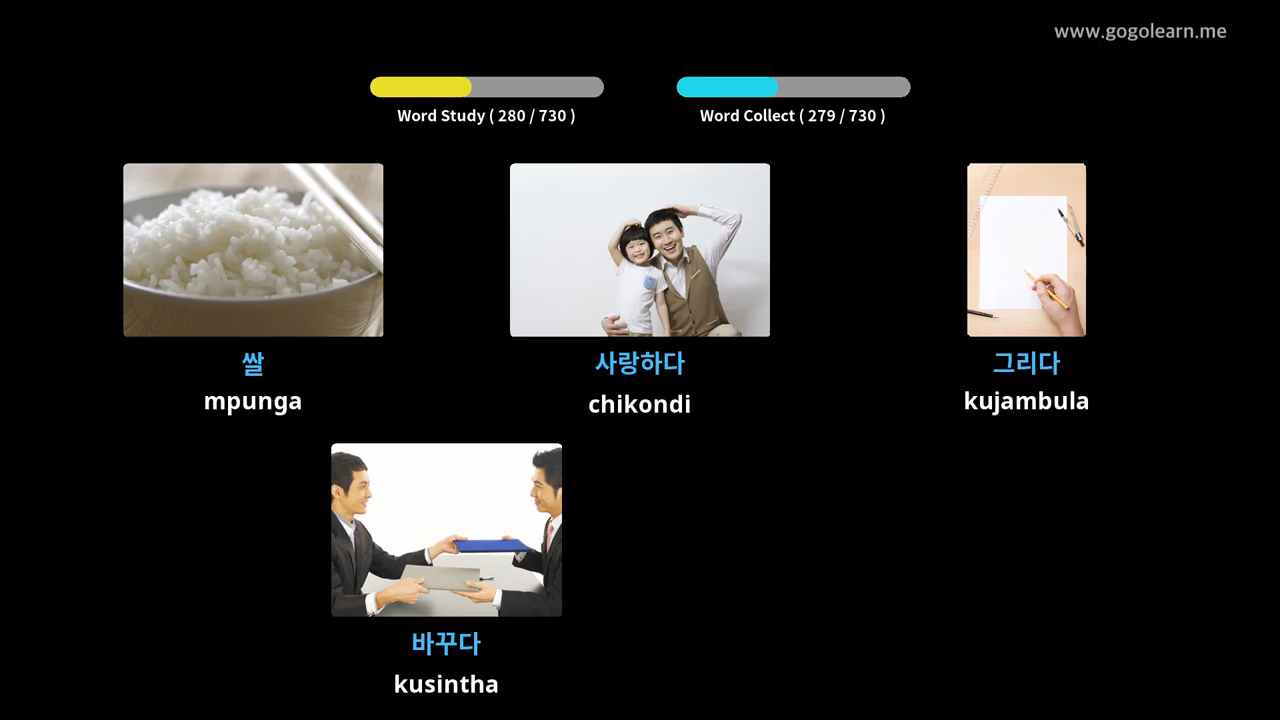 www.gogolearn.me
Word Study ( 280 / 730 )
Word Collect ( 279 / 730 )
쌀
mpunga
사랑하다
chikondi
그리다
kujambula
바꾸다
kusintha